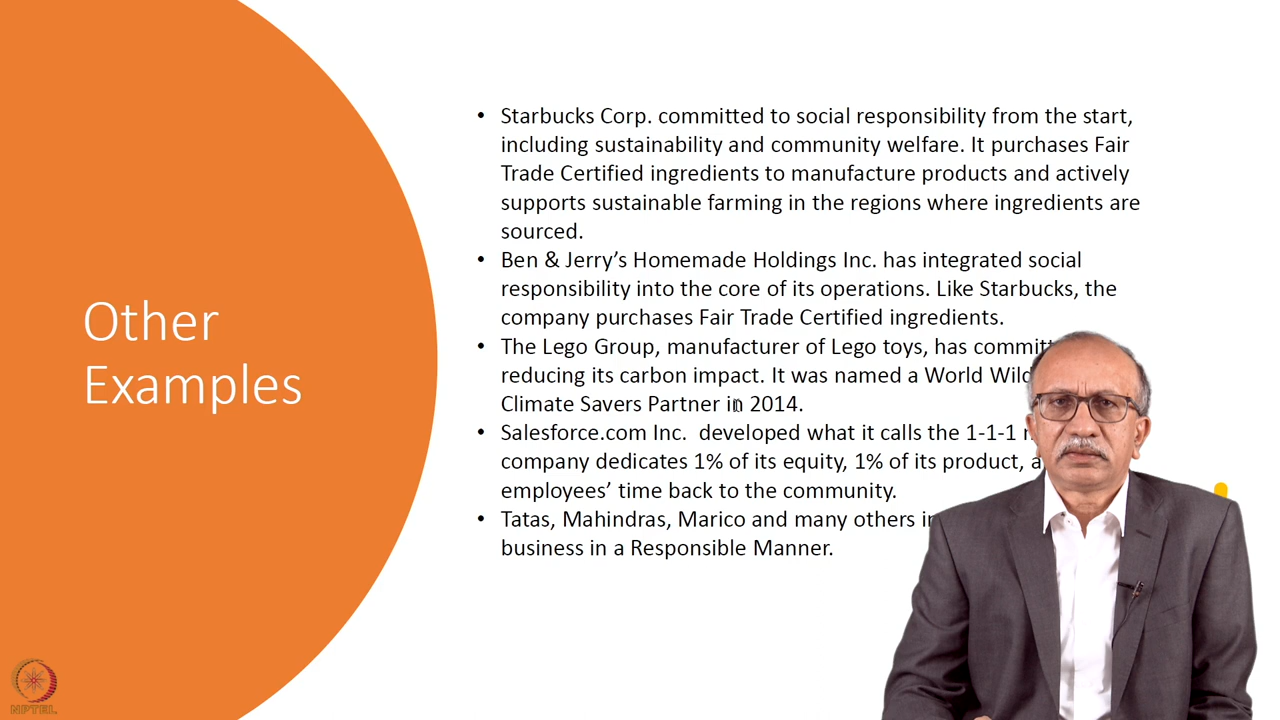 Other
Examples
• Starbucks Corp. committed to social responsibility from the start,
including sustainability and community welfare. It purchases Fair
Trade Certified ingredients to manufacture products and actively
supports sustainable farming in the regions where ingredients are
sourced.
• Ben & Jerry’s Homemade Holdings Inc. has integrated social
responsibility into the core of its operations. Like Starbucks, the
company purchases Fair Trade Certified ingredients.
• The Lego Group, manufacturer of Lego toys, has
reducing its carbon impact. It was named a World
Climate Savers Partner in 2014.
• Salesforce.com Inc. developed what it calls the 1-1-1
company dedicates 1% of its equity, 1% of its product,
employees’ time back to the community.
• Tatas, Mahindras, Marico and many others
business in a Responsible Manner.
NPTEL